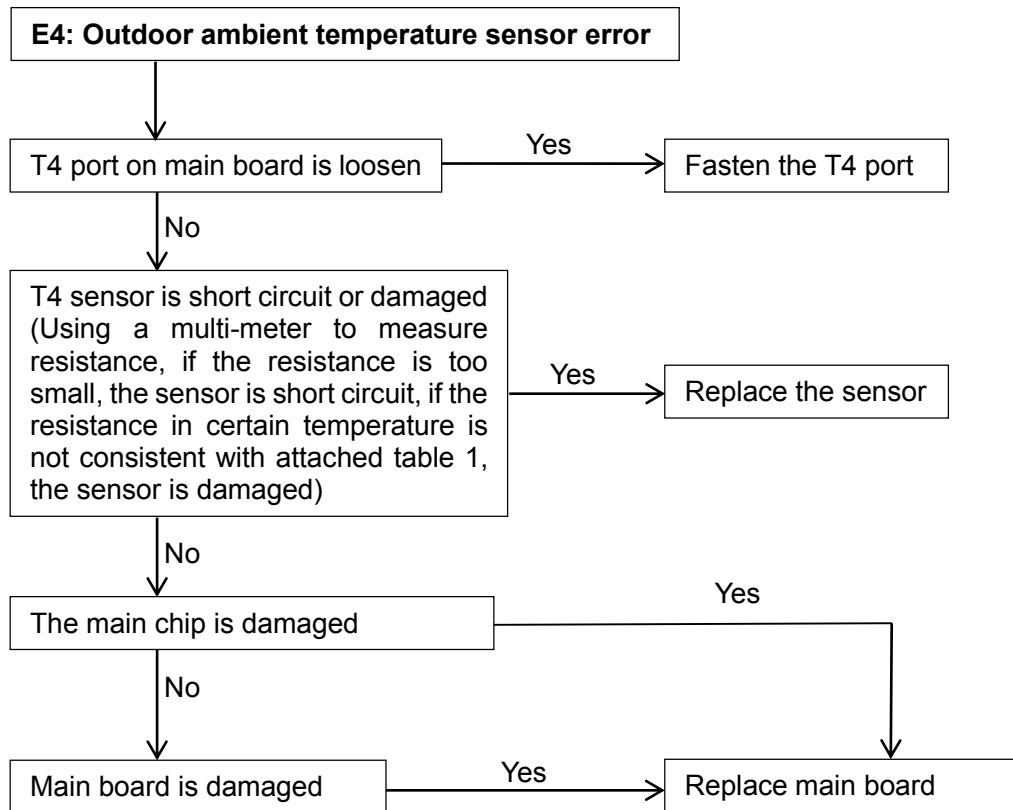 E4: Outdoor ambient temperature sensor error
T4 port on main board is loosen
Yes
Fasten the T4 port
No
T4 sensor is short circuit or damaged
(Using a multi-meter to measure
resistance, if the resistance is too
small, the sensor is short circuit, if the
resistance in certain temperature is
not consistent with attached table 1,
the sensor is damaged)
Yes
Replace the sensor
No
The main chip is damaged
Yes
No
Main board is damaged
Yes
Replace main board